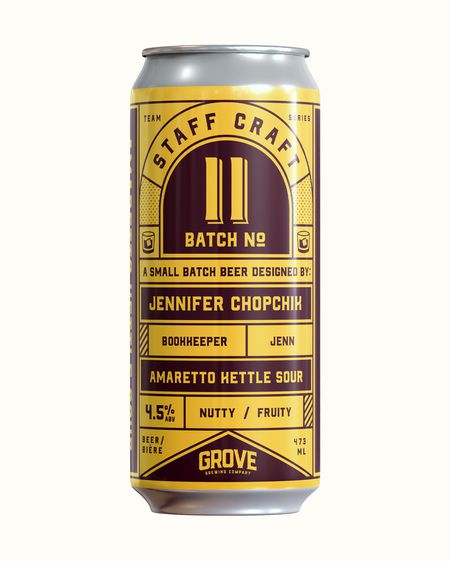 TEAM SERIES
STAFF CRAFT
11
BATCH Nº
A SMALL BATCH BEER DESIGNED BY:
JENNIFER CHOPCHIK
BOOKKEEPER JENN
AMARETTO KETTLE SOUR
4.5% ABV NUTTY / FRUITY
BEER/ 473
BIÈRE ML
GROVE
BREWING COMPANY